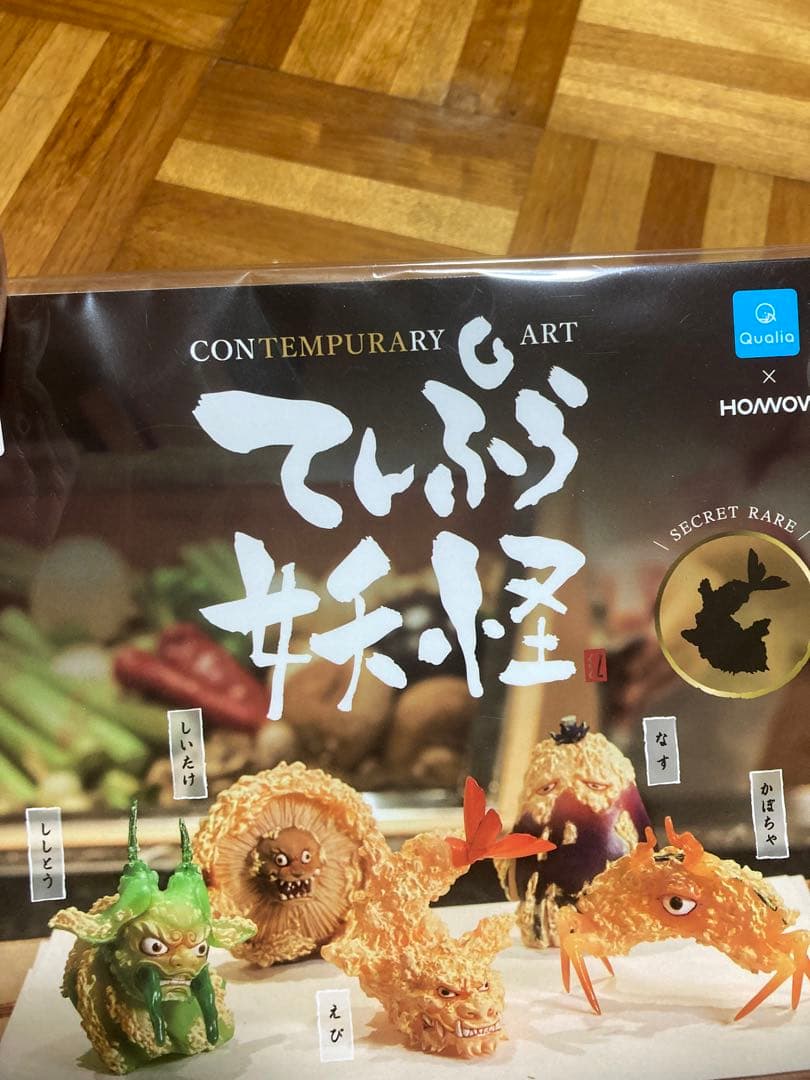 CONTEMPURARY ART
Qualia
×
HOMMOW
てんぷら
妖怪
SECRET RARE
しいたけ
なす
かぼちゃ
ししとう
えび